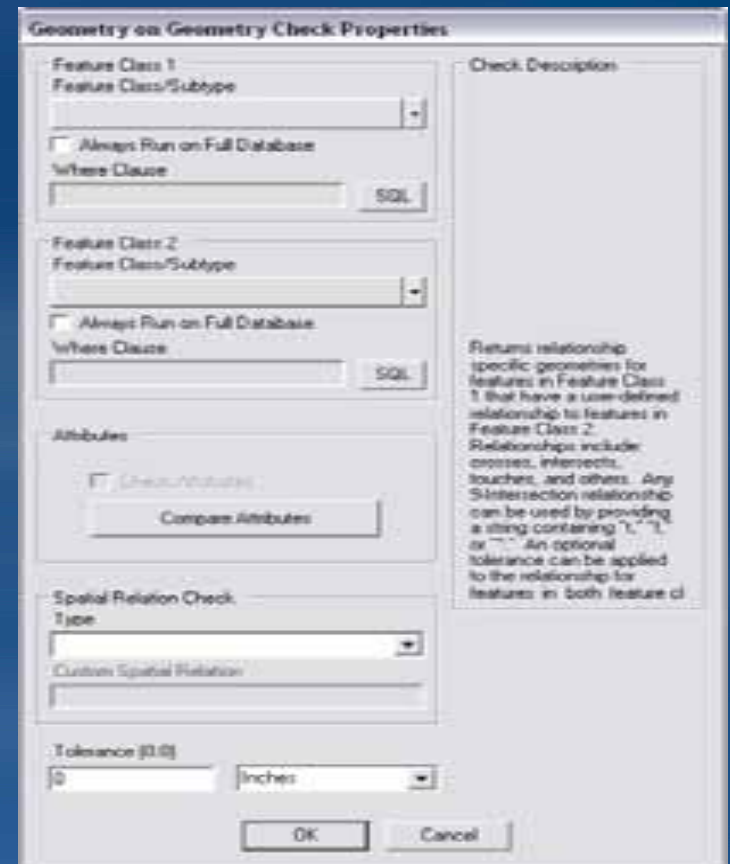 Geometry on Geometry Check Properties
Feature Class 1
Feature Class/Subtype
Always Run on Full Database
Where Clause
SQL
Feature Class 2
Feature Class/Subtype
Always Run on Full Database
Where Clause
SQL
Attributes
Check Attributes
Compare Attributes
Spatial Relation Check
Type
Custom Spatial Relation
Tolerance (0.0)
0
Inches
OK
Cancel
Check Description
Returns relationship
specific geometries for
features in Feature Class
1 that have a user-defined
relationship to features in
Feature Class 2.
Relationships include
crosses, intersects,
touches, and others. Any
9-Intersection relationship
can be used by providing
a string containing
or An optional
tolerance can be applied
to the relationship for
features in both feature cl